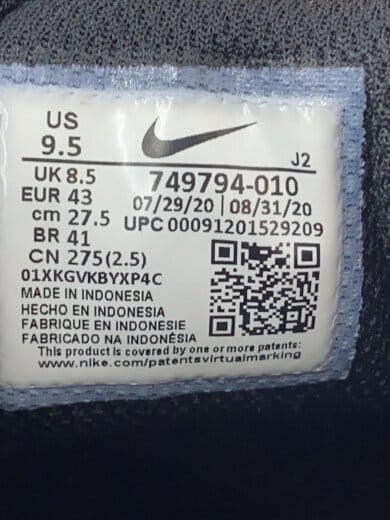 US
9.5
J2
UK 8.5
749794-010
EUR 43
07/29/20 | 08/31/20
cm 27.5
UPC 00091201529209
BR 41
CN 275(2.5)
01XKGVKBYXP4C
MADE IN INDONESIA
HECHO EN INDONESIA
FABRIQUE EN INDONESIE
FABRICADO NA INDONÉSIA
This product is covered by one or more patents:
www.nike.com/patentsvirtualmarking